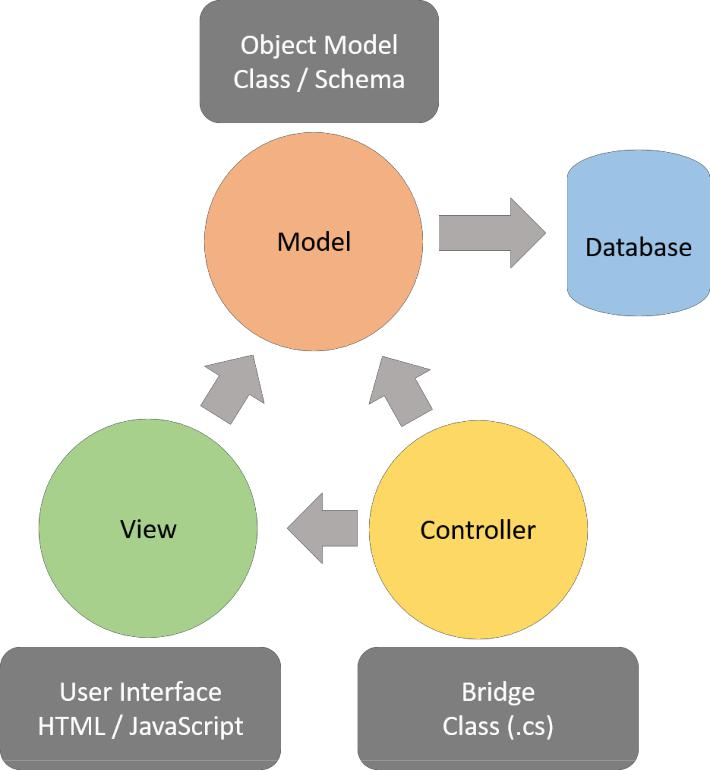 Object Model
Class / Schema
Model
Database
View
Controller
User Interface
HTML / JavaScript
Bridge
Class (.cs)